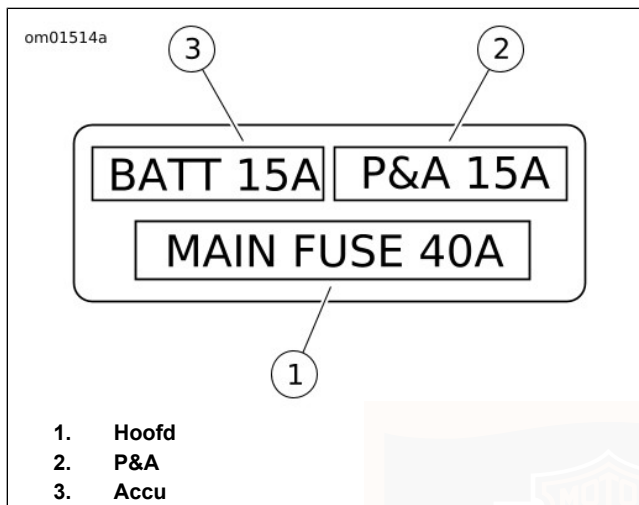 om01514a
3
2
BATT 15A P&A 15A
MAIN FUSE 40A
1
1. Hoofd
2. P&A
3. Accu